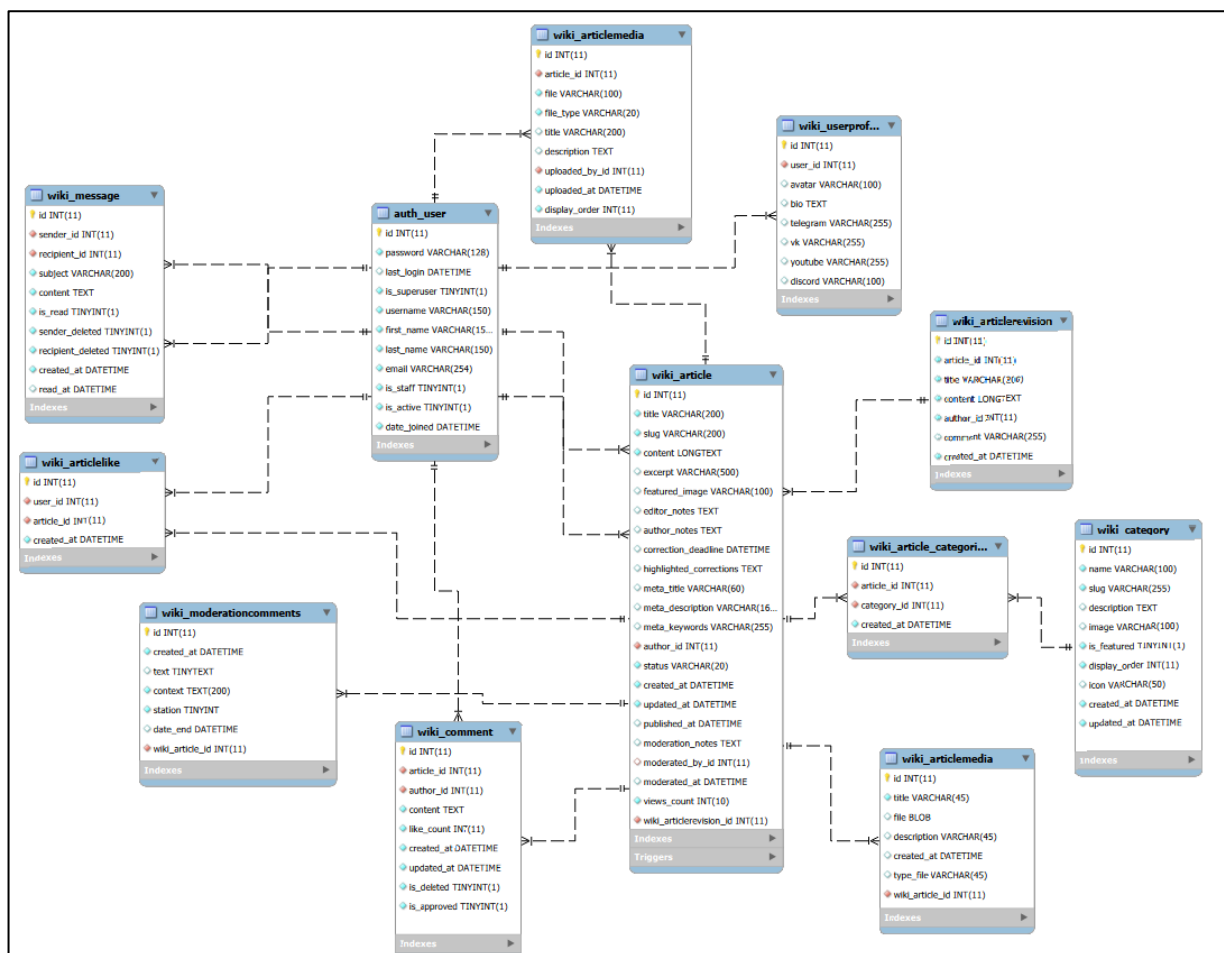 wiki_articlemedia
id INT(11)
article_id INT(11)
file VARCHAR(100)
file_type VARCHAR(20)
title VARCHAR(200)
description TEXT
uploaded_by_id INT(11)
uploaded_at DATETIME
display_order INT(11)
Indexes
wiki_userprof...
id INT(11)
user_id INT(11)
avatar VARCHAR(100)
bio TEXT
telegram VARCHAR(255)
vk VARCHAR(255)
youtube VARCHAR(255)
discord VARCHAR(100)
Indexes
wiki_message
id INT(11)
sender_id INT(11)
recipient_id INT(11)
subject VARCHAR(200)
content TEXT
is_read TINYINT(1)
sender_deleted TINYINT(1)
recipient_deleted TINYINT(1)
created_at DATETIME
read_at DATETIME
Indexes
auth_user
id INT(11)
password VARCHAR(128)
last_login DATETIME
is_superuser TINYINT(1)
username VARCHAR(150)
first_name VARCHAR(15...
last_name VARCHAR(150)
email VARCHAR(254)
is_staff TINYINT(1)
is_active TINYINT(1)
date_joined DATETIME
Indexes
wiki_articlerevision
id INT(11)
article_id INT(11)
title VARCHAR(200)
content LONGTEXT
author_id INT(11)
comment VARCHAR(255)
created_at DATETIME
Indexes
wiki_article
id INT(11)
title VARCHAR(200)
slug VARCHAR(200)
content LONGTEXT
excerpt VARCHAR(500)
featured_image VARCHAR(100)
editor_notes TEXT
author_notes TEXT
correction_deadline DATETIME
highlighted_corrections TEXT
meta_title VARCHAR(60)
meta_description VARCHAR(16...
meta_keywords VARCHAR(255)
author_id INT(11)
status VARCHAR(20)
created_at DATETIME
updated_at DATETIME
published_at DATETIME
moderation_notes TEXT
moderated_by_id INT(11)
moderated_at DATETIME
views_count INT(10)
wiki_articlerevision_id INT(11)
Indexes
Triggers
wiki_articlelike
id INT(11)
user_id INT(11)
article_id INT(11)
created_at DATETIME
Indexes
wiki_article_categori...
id INT(11)
article_id INT(11)
category_id INT(11)
created_at DATETIME
Indexes
wiki_category
id INT(11)
name VARCHAR(100)
slug VARCHAR(255)
description TEXT
image VARCHAR(100)
is_featured TINYINT(1)
display_order INT(11)
icon VARCHAR(50)
created_at DATETIME
updated_at DATETIME
Indexes
wiki_moderationcomments
id INT(11)
created_at DATETIME
text TINYTEXT
context TEXT(200)
station TINYINT
date_end DATETIME
wiki_article_id INT(11)
Indexes
wiki_comment
id INT(11)
article_id INT(11)
author_id INT(11)
content TEXT
like_count INT(11)
created_at DATETIME
updated_at DATETIME
is_deleted TINYINT(1)
is_approved TINYINT(1)
Indexes
wiki_articlemedia
id INT(11)
title VARCHAR(45)
file BLOB
description VARCHAR(45)
created_at DATETIME
type_file VARCHAR(45)
wiki_article_id INT(11)
Indexes